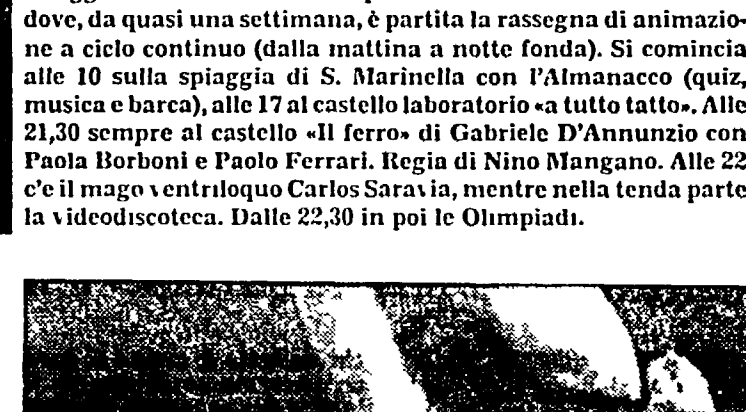 dove, da quasi una settimana, è partita la rassegna di animazio-
ne a ciclo continuo (dalla mattina a notte fonda). Si comincia
alle 10 sulla spiaggia di S. Marinella con l'Almanacco (quiz,
musica e barca), alle 17 al castello laboratorio «a tutto tatto». Alle
21,30 sempre al castello «Il ferro» di Gabriele D'Annunzio con
Paola Borboni e Paolo Ferrari. Regia di Nino Mangano. Alle 22
c'e il mago ventriloquo Carlos Saravia, mentre nella tenda parte
la videodiscoteca. Dalle 22,30 in poi le Olimpiadi.